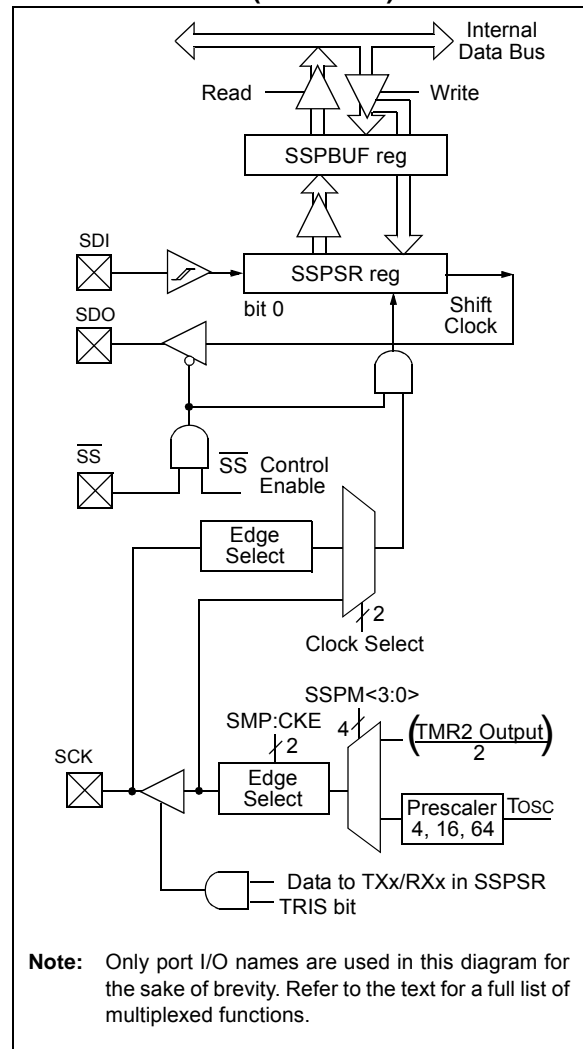 Internal
Data Bus
Read
Write
SSPBUF reg
SDI
SSPSR reg
bit 0
Shift
Clock
SDO
SS
SS Control
Enable
Edge
Select
2
Clock Select
SSPM<3:0>
SMP:CKE
4
2
(TMR2 Output)
2
SCK
Edge
Select
Prescaler
4, 16, 64
TOSC
Data to TXx/RXx in SSPSR
TRIS bit
Note: Only port I/O names are used in this diagram for
the sake of brevity. Refer to the text for a full list of
multiplexed functions.